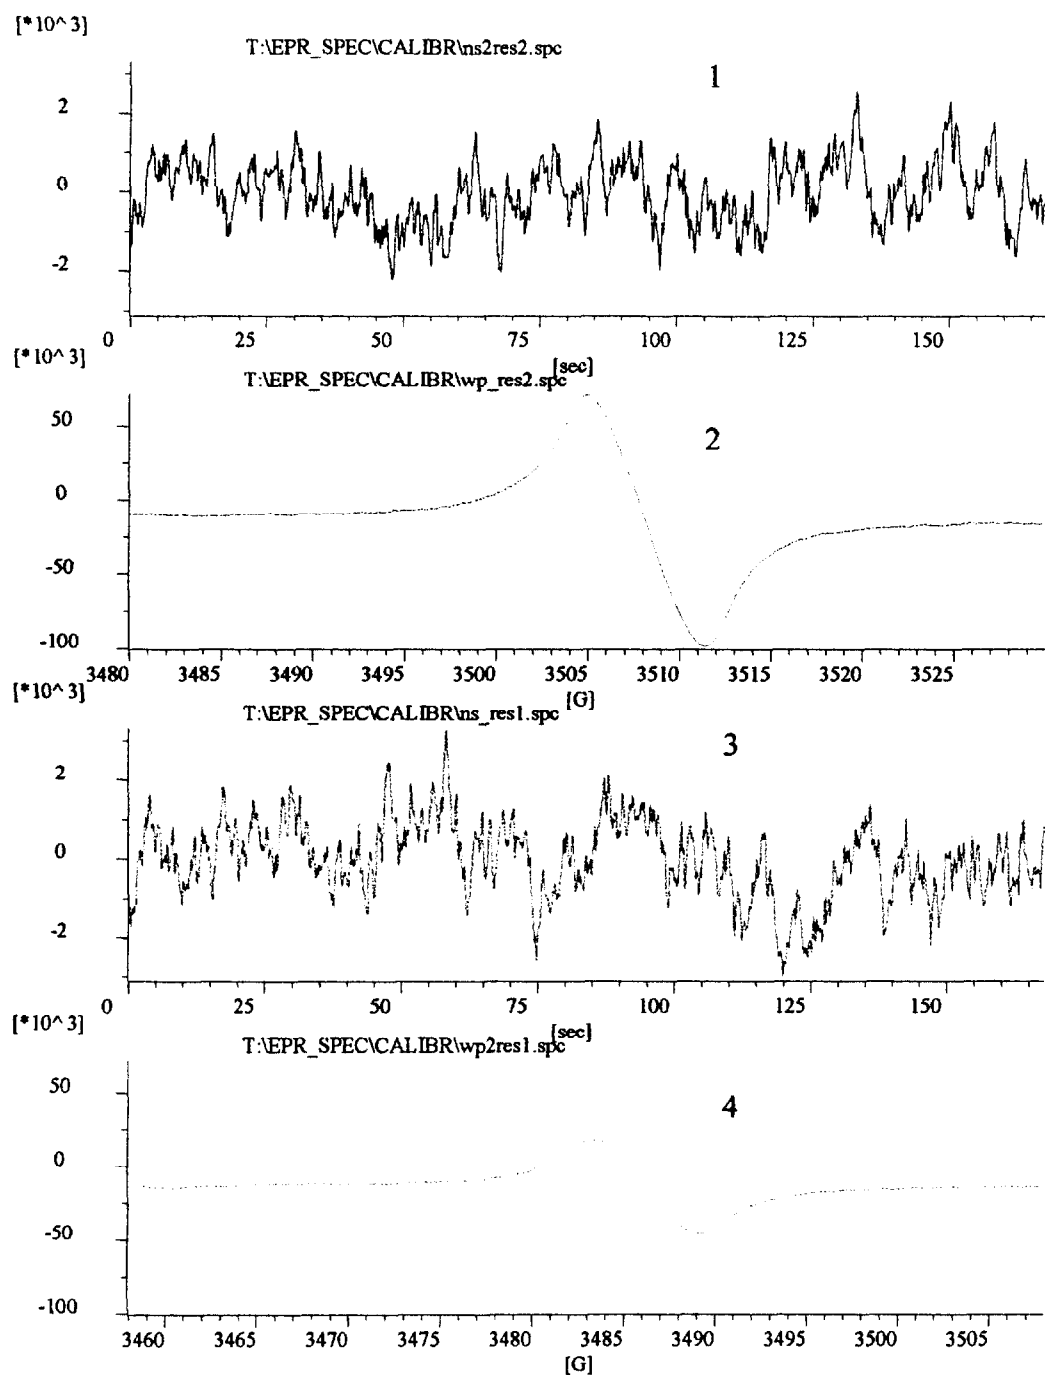 [*10^3]
T:\EPR_SPEC\CALIBR\ns2res2.spc
1
2
0
-2
0 25 50 75 100 125 150
[sec]
[*10^3]
T:\EPR_SPEC\CALIBR\wp_res2.spc
2
50
0
-50
-100
3480 3485 3490 3495 3500 3505 3510 3515 3520 3525
[G]
[*10^3]
T:\EPR_SPEC\CALIBR\ns_res1.spc
3
2
0
-2
0 25 50 75 100 125 150
[sec]
[*10^3]
T:\EPR_SPEC\CALIBR\wp2res1.spc
4
50
0
-50
-100
3460 3465 3470 3475 3480 3485 3490 3495 3500 3505
[G]